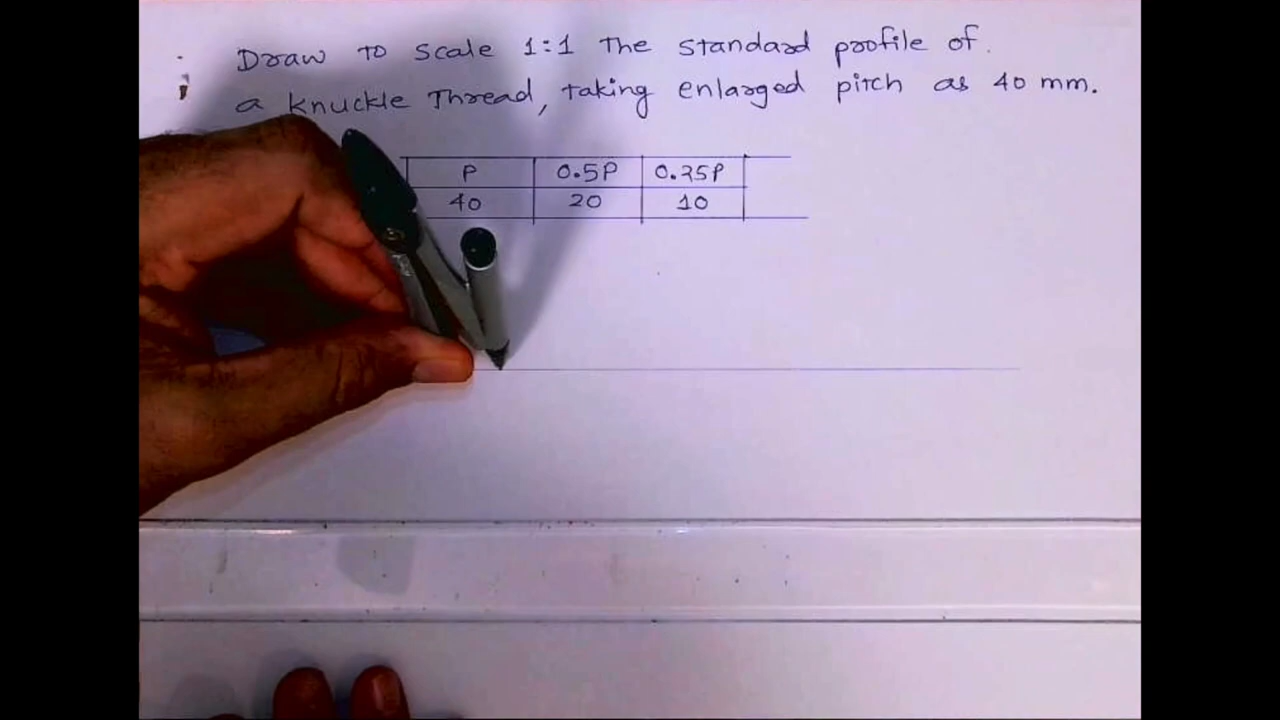 Draw to scale 1:1 the standard profile of.
a knuckle Thread, taking enlarged pitch as 40 mm.
P 0.5P 0.25P
40 20 10